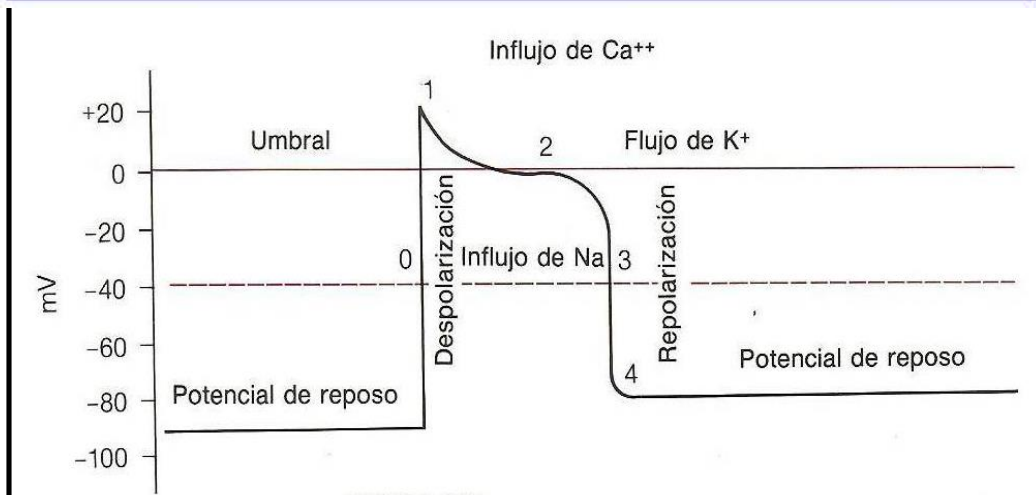 Influjo de Ca++
1
+20
Umbral
2
Flujo de K+
0
−20
Despolarización
Repolarización
0
Influjo de Na
3
mV
−40
−60
4
Potencial de reposo
−80
Potencial de reposo
−100